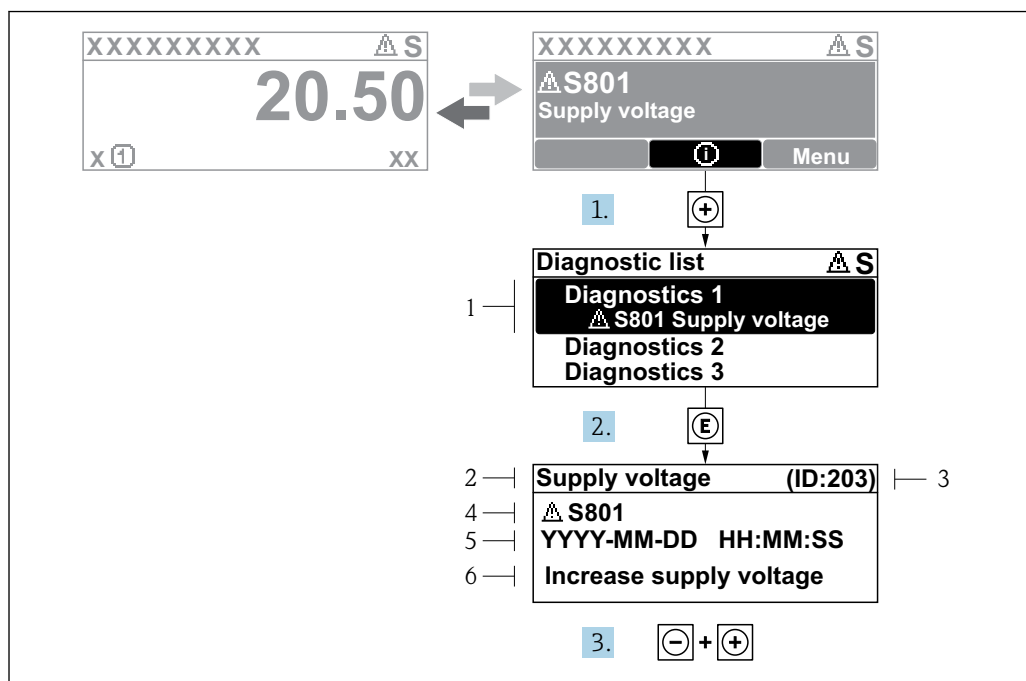 XXXXXXXXX ⚠ S
20.50
x ① xx
XXXXXXXXX ⚠ S
⚠ S801
Supply voltage
ⓘ Menu
1. +
Diagnostic list ⚠ S
1
Diagnostics 1
⚠ S801 Supply voltage
Diagnostics 2
Diagnostics 3
2. E
2 Supply voltage (ID:203) 3
4 ⚠ S801
5 YYYY-MM-DD HH:MM:SS
6 Increase supply voltage
3. − + +